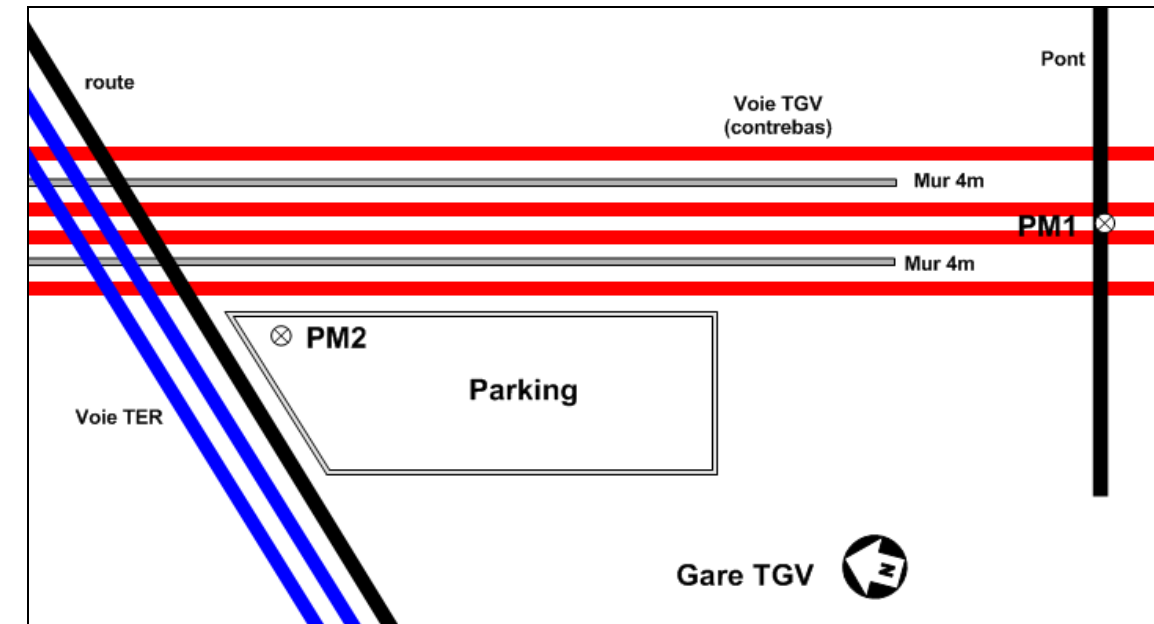 Pont
route
Voie TGV
(contrebas)
Mur 4m
PM1
Mur 4m
PM2
Parking
Voie TER
Gare TGV
N